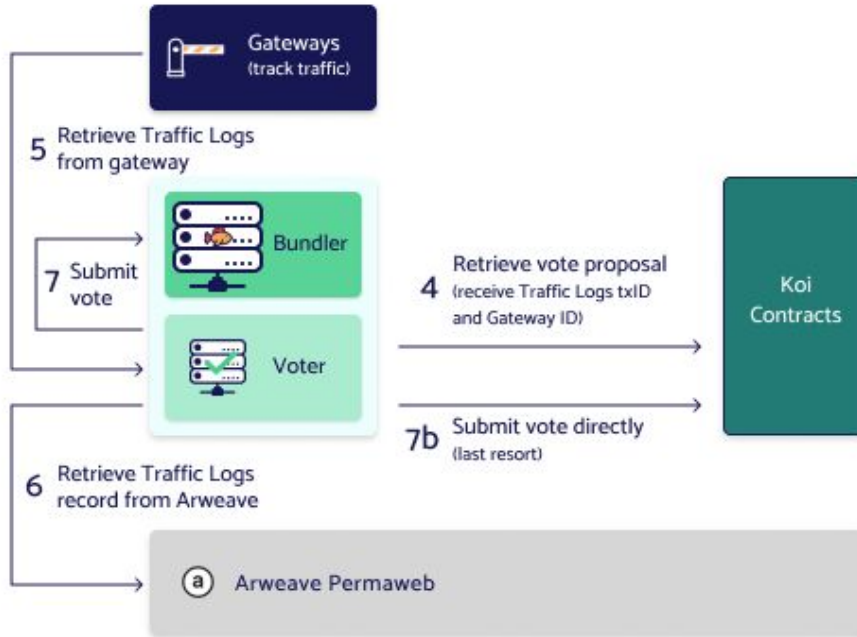 Gateways
(track traffic)
5 Retrieve Traffic Logs
from gateway
Bundler
7 Submit
vote
4 Retrieve vote proposal
(receive Traffic Logs txID
and Gateway ID)
Koi
Contracts
Voter
7b Submit vote directly
(last resort)
6 Retrieve Traffic Logs
record from Arweave
a Arweave Permaweb